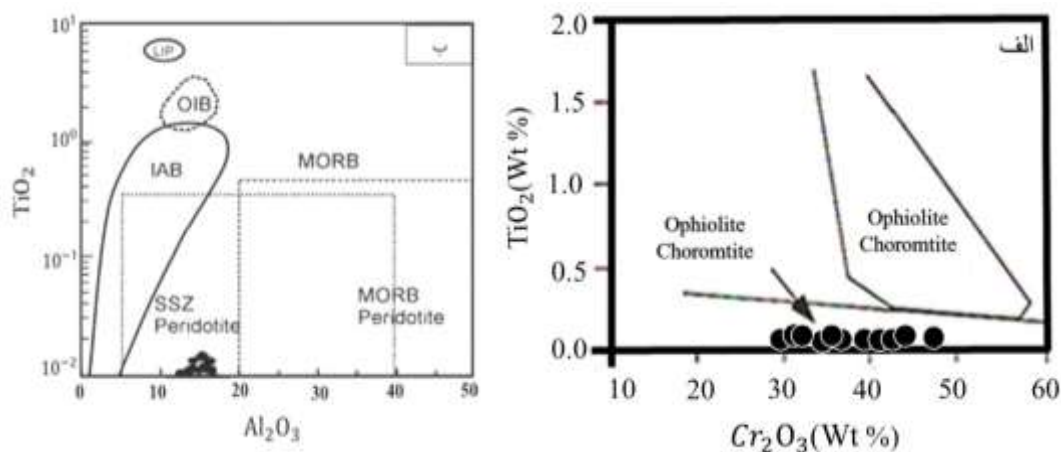 10¹
10⁰
10⁻¹
10⁻²
TiO₂
LIP
OIB
IAB
MORB
SSZ
Peridotite
MORB
Peridotite
ب
0
10
20
30
40
50
Al₂O₃
2.0
1.5
1.0
0.5
0.0
TiO₂(Wt %)
الف
Ophiolite
Choromtite
Ophiolite
Choromtite
10
20
30
40
50
60
Cr₂O₃(Wt %)